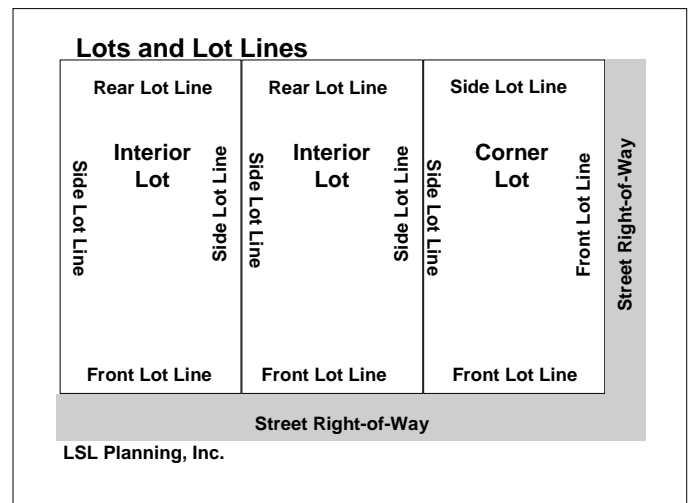 Lots and Lot Lines
Rear Lot Line
Rear Lot Line
Side Lot Line
Interior
Lot
Interior
Lot
Corner
Lot
Side Lot Line
Side Lot Line
Side Lot Line
Side Lot Line
Side Lot Line
Front Lot Line
Street Right-of-Way
Front Lot Line
Front Lot Line
Front Lot Line
Street Right-of-Way
LSL Planning, Inc.